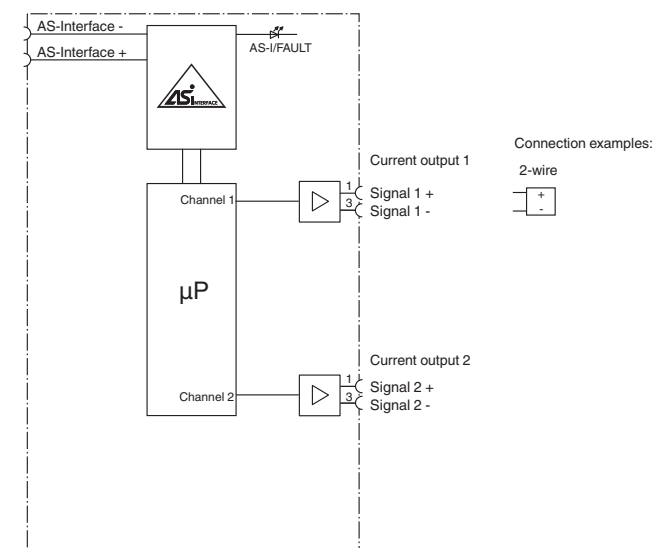 AS-Interface -
AS-Interface +
AS-I/FAULT
ASi INTERFACE
Current output 1
Connection examples:
2-wire
Channel 1
1
Signal 1 +
3
Signal 1 -
+
-
µP
Current output 2
Channel 2
1
Signal 2 +
3
Signal 2 -